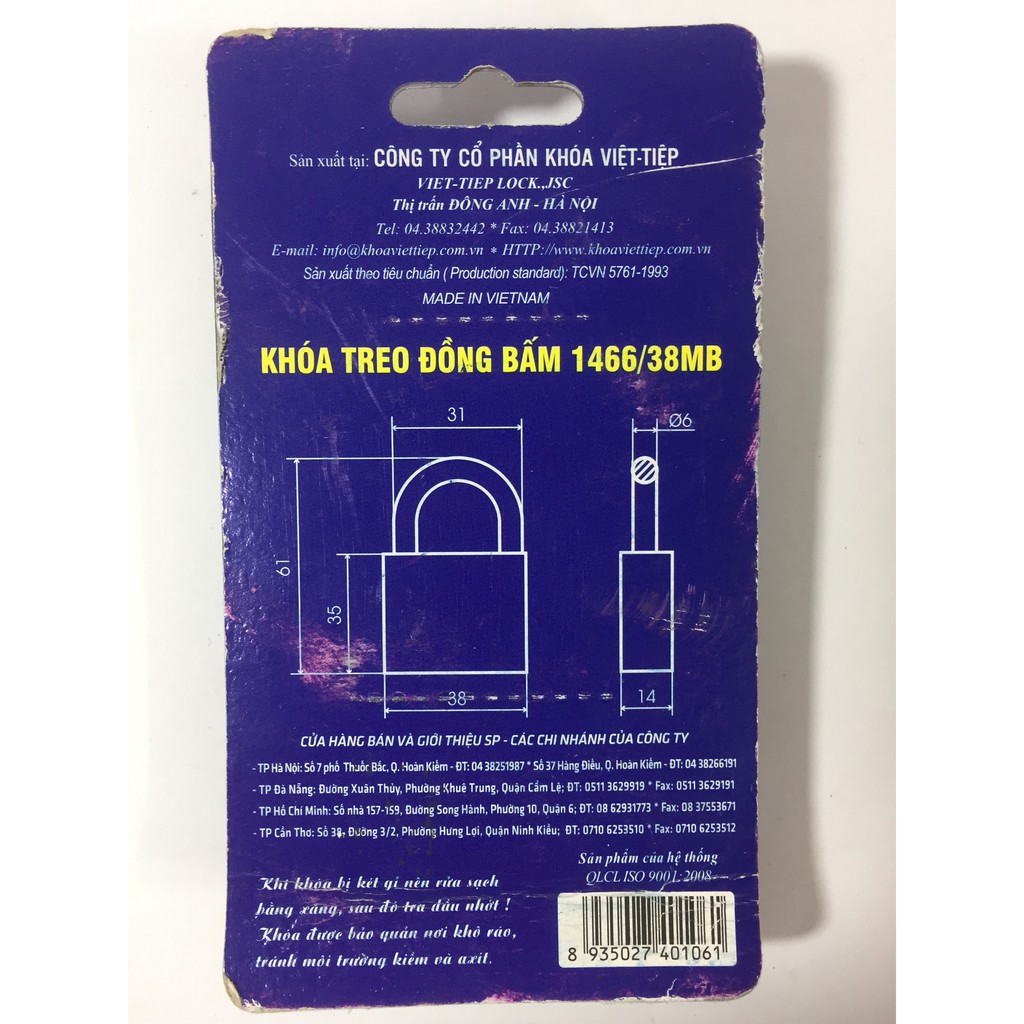 Sản xuất tại: CÔNG TY CỔ PHẦN KHÓA VIỆT-TIỆP
VIET-TIEP LOCK.,JSC
Thị trấn ĐÔNG ANH - HÀ NỘI
Tel: 04.38832442 * Fax: 04.38821413
E-mail: info@khoaviettiep.com.vn * HTTP://www.khoaviettiep.com.vn
Sản xuất theo tiêu chuẩn ( Production standard): TCVN 5761-1993
MADE IN VIETNAM
KHÓA TREO ĐỒNG BẤM 1466/38MB
31
Ø6
61
35
38
14
CỬA HÀNG BÁN VÀ GIỚI THIỆU SP - CÁC CHI NHÁNH CỦA CÔNG TY
- TP Hà Nội: Số 7 phố Thuốc Bắc, Q. Hoàn Kiếm - ĐT: 04 38251987 * Số 37 Hàng Điếu, Q. Hoàn Kiếm - ĐT: 04 38266191
- TP Đà Nẵng: Đường Xuân Thủy, Phường Khuê Trung, Quận Cẩm Lệ; ĐT: 0511 3629919 * Fax: 0511 3629191
- TP Hồ Chí Minh: Số nhà 157-159, Đường Song Hành, Phường 10, Quận 6; ĐT: 08 62931773 * Fax: 08 37553671
- TP Cần Thơ: Số 38, Đường 3/2, Phường Hưng Lợi, Quận Ninh Kiều; ĐT: 0710 6253510 * Fax: 0710 6253512
Sản phẩm của hệ thống
QLCL ISO 9001:2008
Khi khóa bị kẹt gỉ nên rửa sạch
bằng xăng, sau đó tra dầu nhớt !
Khóa được bảo quản nơi khô ráo,
tránh môi trường kiềm và axít.
8 935027 401061